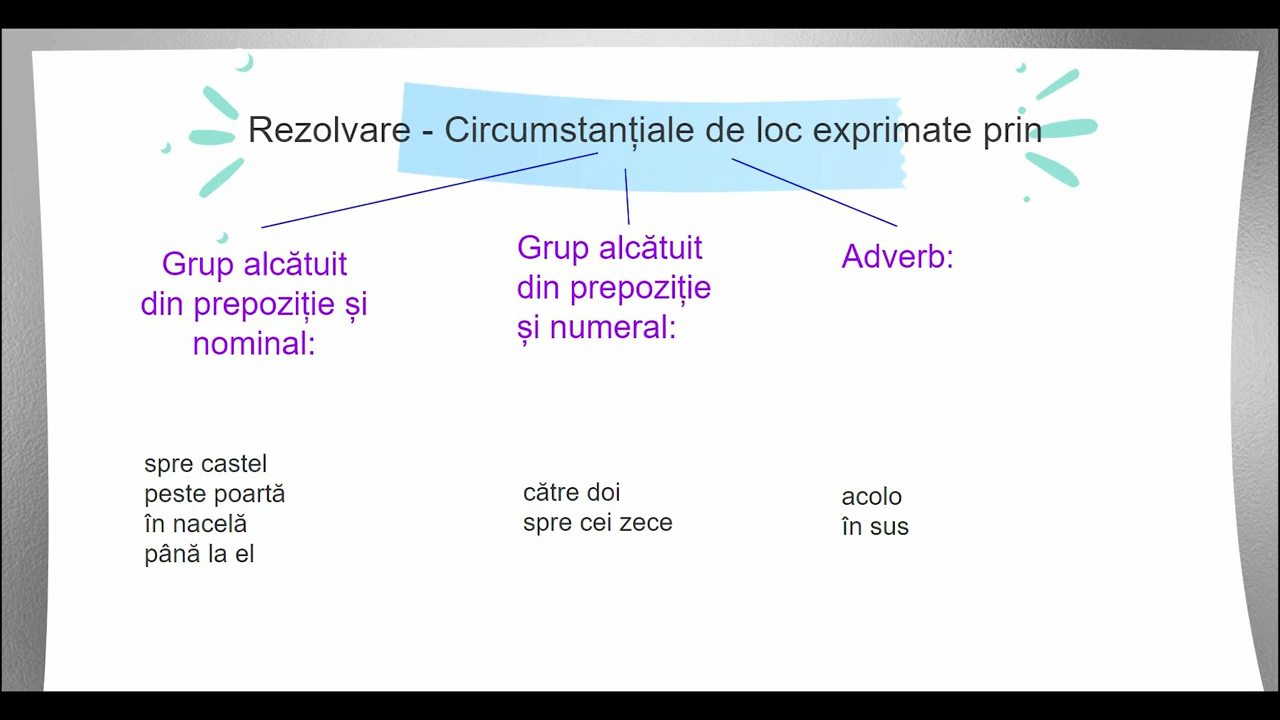 Rezolvare - Circumstanțiale de loc exprimate prin
Grup alcătuit
din prepoziție și
nominal:
spre castel
peste poartă
în nacelă
până la el
Grup alcătuit
din prepoziție
și numeral:
către doi
spre cei zece
Adverb:
acolo
în sus